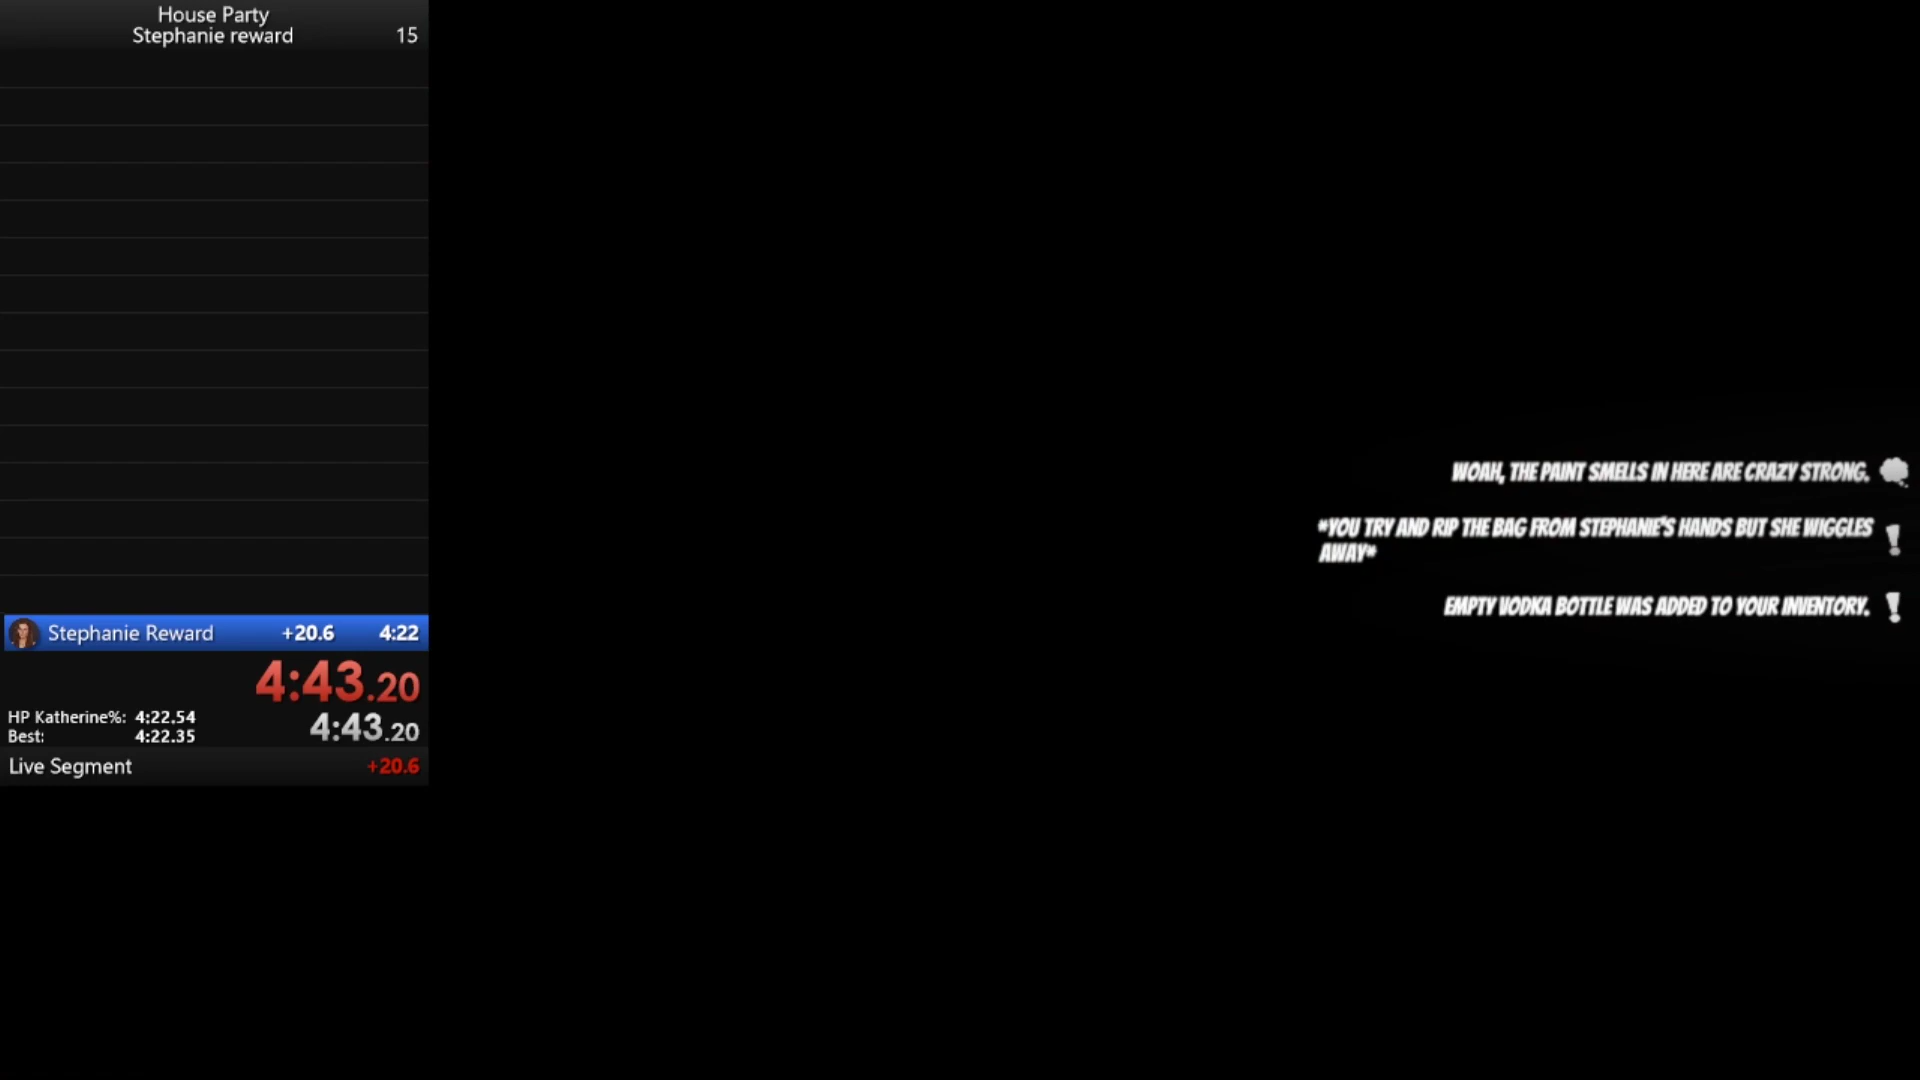 House Party
Stephanie reward 15
Stephanie Reward +20.6 4:22
4:43.20
HP Katherine%: 4:22.54
Best: 4:22.35
4:43.20
Live Segment +20.6
WOAH, THE PAINT SMELLS IN HERE ARE CRAZY STRONG.
*YOU TRY AND RIP THE BAG FROM STEPHANIE'S HANDS BUT SHE WIGGLES
AWAY*
EMPTY VODKA BOTTLE WAS ADDED TO YOUR INVENTORY.